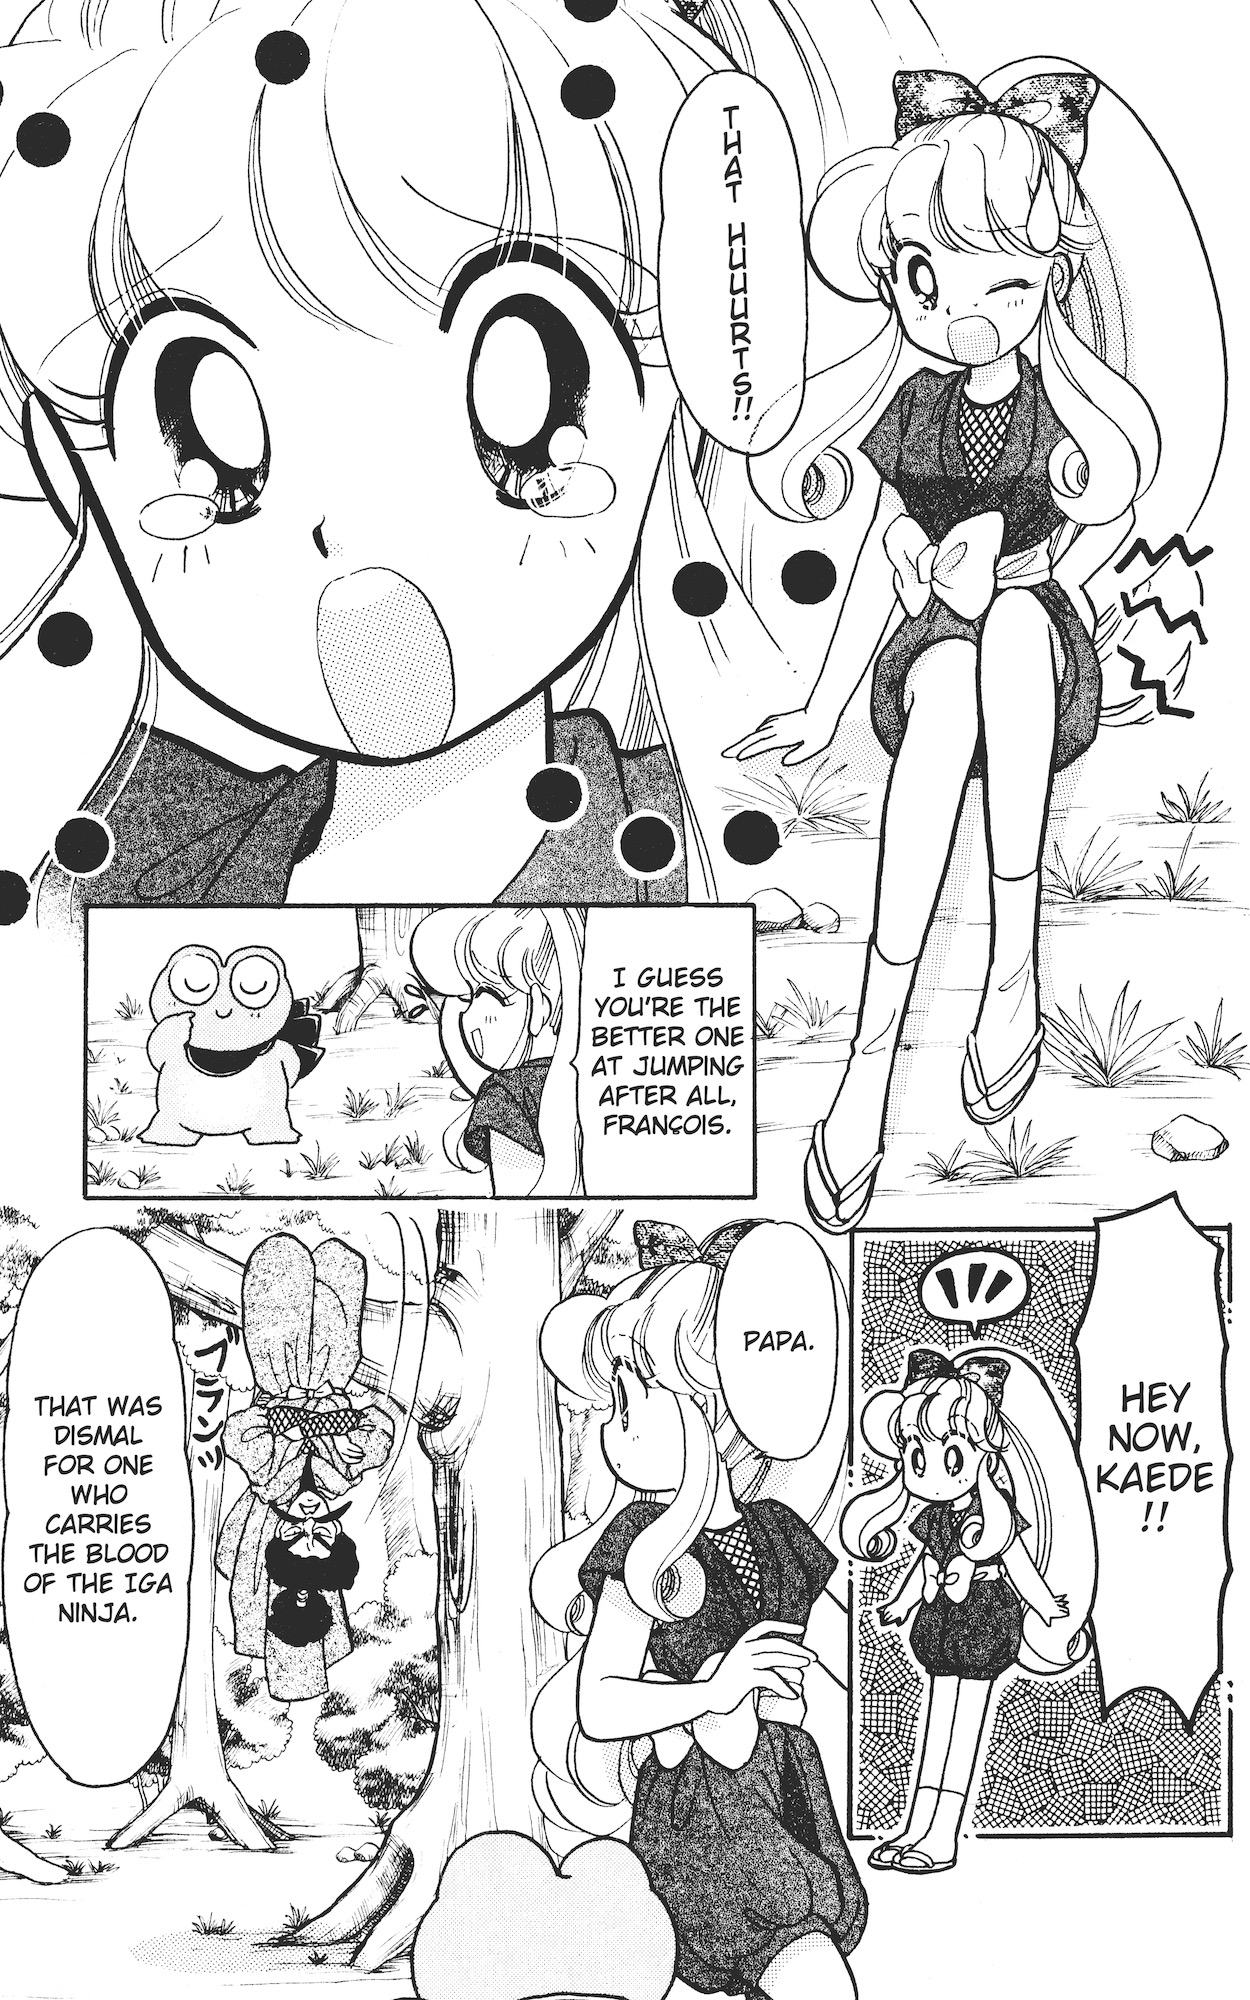 THAT HUUURTS!!
I GUESS
YOU'RE THE
BETTER ONE
AT JUMPING
AFTER ALL,
FRANÇOIS.
HEY
NOW,
KAEDE
!!
PAPA.
ブランッ
THAT WAS
DISMAL
FOR ONE
WHO
CARRIES
THE BLOOD
OF THE IGA
NINJA.